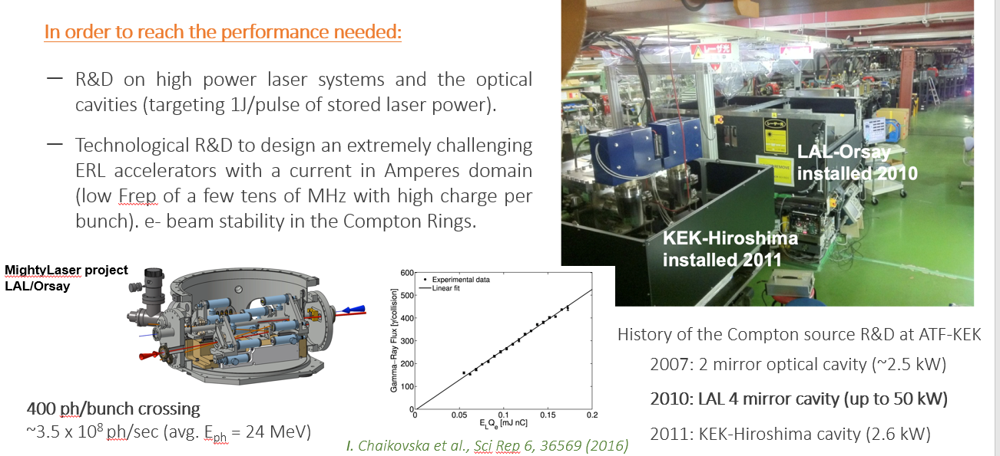 In order to reach the performance needed:
— R&D on high power laser systems and the optical
cavities (targeting 1J/pulse of stored laser power).
— Technological R&D to design an extremely challenging
ERL accelerators with a current in Amperes domain
(low Frep of a few tens of MHz with high charge per
bunch). e- beam stability in the Compton Rings.
レーザ光
LAL-Orsay
installed 2010
KEK-Hiroshima
installed 2011
MightyLaser project
LAL/Orsay
400 ph/bunch crossing
~3.5 x 10⁸ ph/sec (avg. Eph = 24 MeV)
Gamma-Ray Flux [γ/collision]
600
500
400
300
200
100
0
Experimental data
Linear fit
0 0.05 0.1 0.15 0.2
ELQe [mJ nC]
I. Chaikovska et al., Sci Rep 6, 36569 (2016)
History of the Compton source R&D at ATF-KEK
2007: 2 mirror optical cavity (~2.5 kW)
2010: LAL 4 mirror cavity (up to 50 kW)
2011: KEK-Hiroshima cavity (2.6 kW)